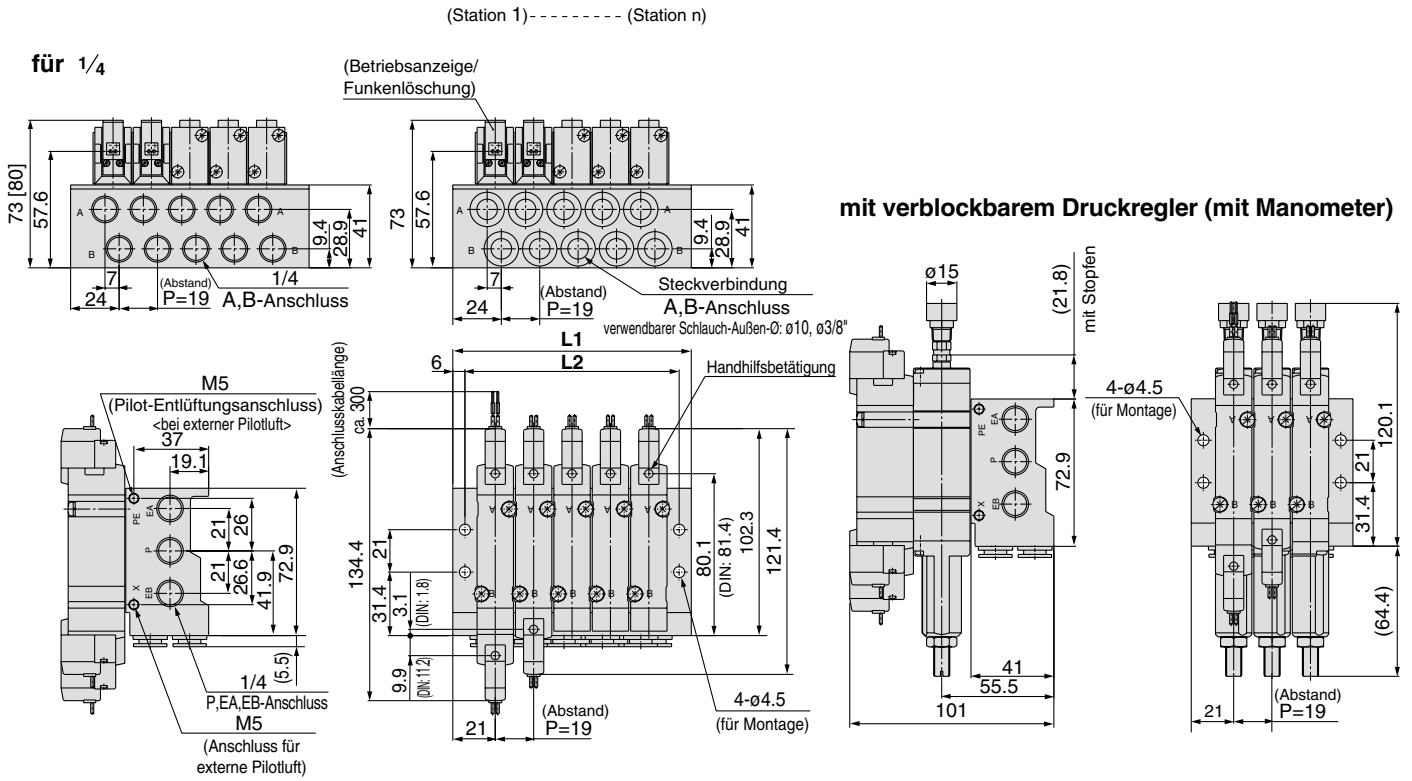 (Station 1)---------- (Station n)
für 1/4
(Betriebsanzeige/
Funkenlöschung)
73 [80]
57.6
A
A
B
B
9.4
28.9
41
7
24
(Abstand)
P=19
1/4
A,B-Anschluss
73
57.6
A
A
B
B
9.4
28.9
41
7
24
(Abstand)
P=19
Steckverbindung
A,B-Anschluss
verwendbarer Schlauch-Außen-Ø: ø10, ø3/8"
mit verblockbarem Druckregler (mit Manometer)
M5
(Pilot-Entlüftungsanschluss)
<bei externer Pilotluft>
37
19.1
PE
EA
P
X
EB
21
26
21
26.6
41.9
72.9
(5.5)
1/4
P,EA,EB-Anschluss
M5
(Anschluss für
externe Pilotluft)
L1
L2
6
Handhilfsbetätigung
(Anschlusskabellänge)
ca. 300
134.4
21
31.4
3.1
(DIN: 1.8)
9.9
(DIN: 11.2)
A
A
A
A
A
B
B
B
B
B
80.1
(DIN: 81.4)
102.3
121.4
21
(Abstand)
P=19
4-ø4.5
(für Montage)
ø15
(21.8)
mit Stopfen
PE
EA
P
X
EB
72.9
41
55.5
101
4-ø4.5
(für Montage)
A
A
A
B
B
B
21
31.4
120.1
(64.4)
21
(Abstand)
P=19